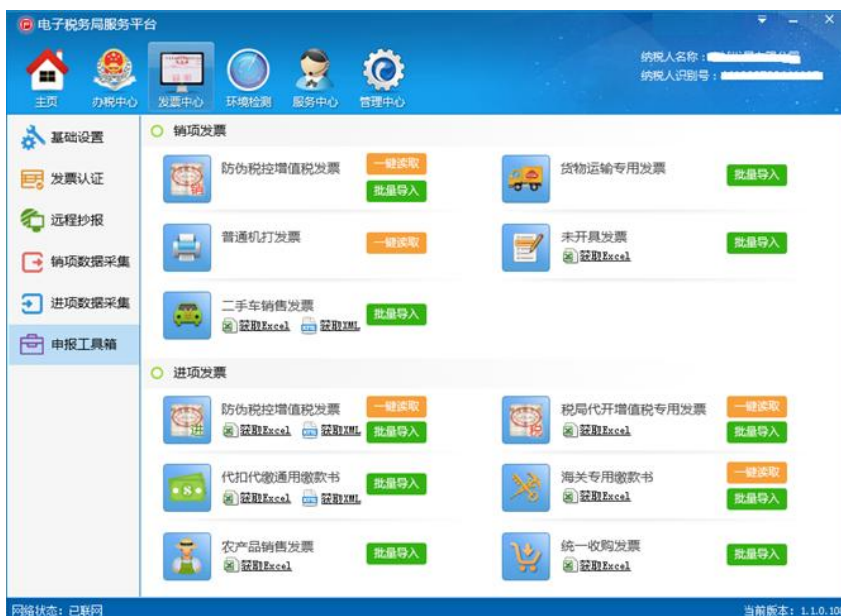 电子税务局服务平台
纳税人名称：
纳税人识别号：
主页 办税中心 发票中心 环境检测 服务中心 管理中心
基础设置
发票认证
远程抄报
销项数据采集
进项数据采集
申报工具箱
销项发票
防伪税控增值税发票 一键读取
批量导入
货物运输专用发票 批量导入
普通机打发票 一键读取
未开具发票 批量导入
获取Excel
二手车销售发票 批量导入
获取Excel 获取XML
进项发票
防伪税控增值税发票 一键读取
获取Excel 获取XML 批量导入
税局代开增值税专用发票 一键读取
获取Excel 批量导入
代扣代缴通用缴款书 批量导入
获取Excel 获取XML
海关专用缴款书 一键读取
获取Excel 批量导入
农产品销售发票 批量导入
获取Excel
统一收购发票 批量导入
获取Excel
网络状态：已联网
当前版本：1.1.0.108